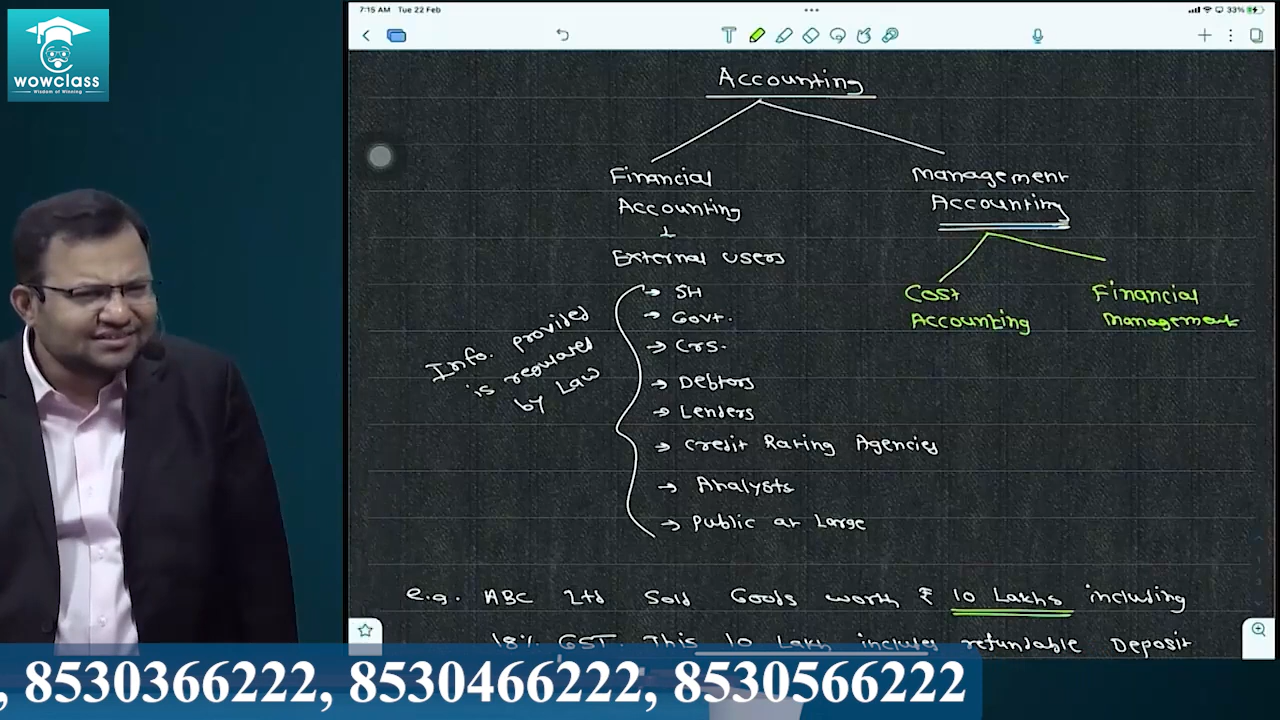 wowclass
Wisdom of Winning
7:15 AM Tue 22 Feb
33%
T
Accounting
Financial
Accounting
External users
Management
Accounting
Cost
Accounting
Financial
Management
Info. provided
is required
by Law
→ SH
→ Govt.
→ Crs.
→ Debtors
→ Lenders
→ Credit Rating Agencies
→ Analysts
→ Public at Large
e.g. ABC Ltd Sold Goods worth ₹ 10 Lakhs including
18% GST. This 10 Lakh includes refundable Deposit
, 8530366222, 8530466222, 8530566222